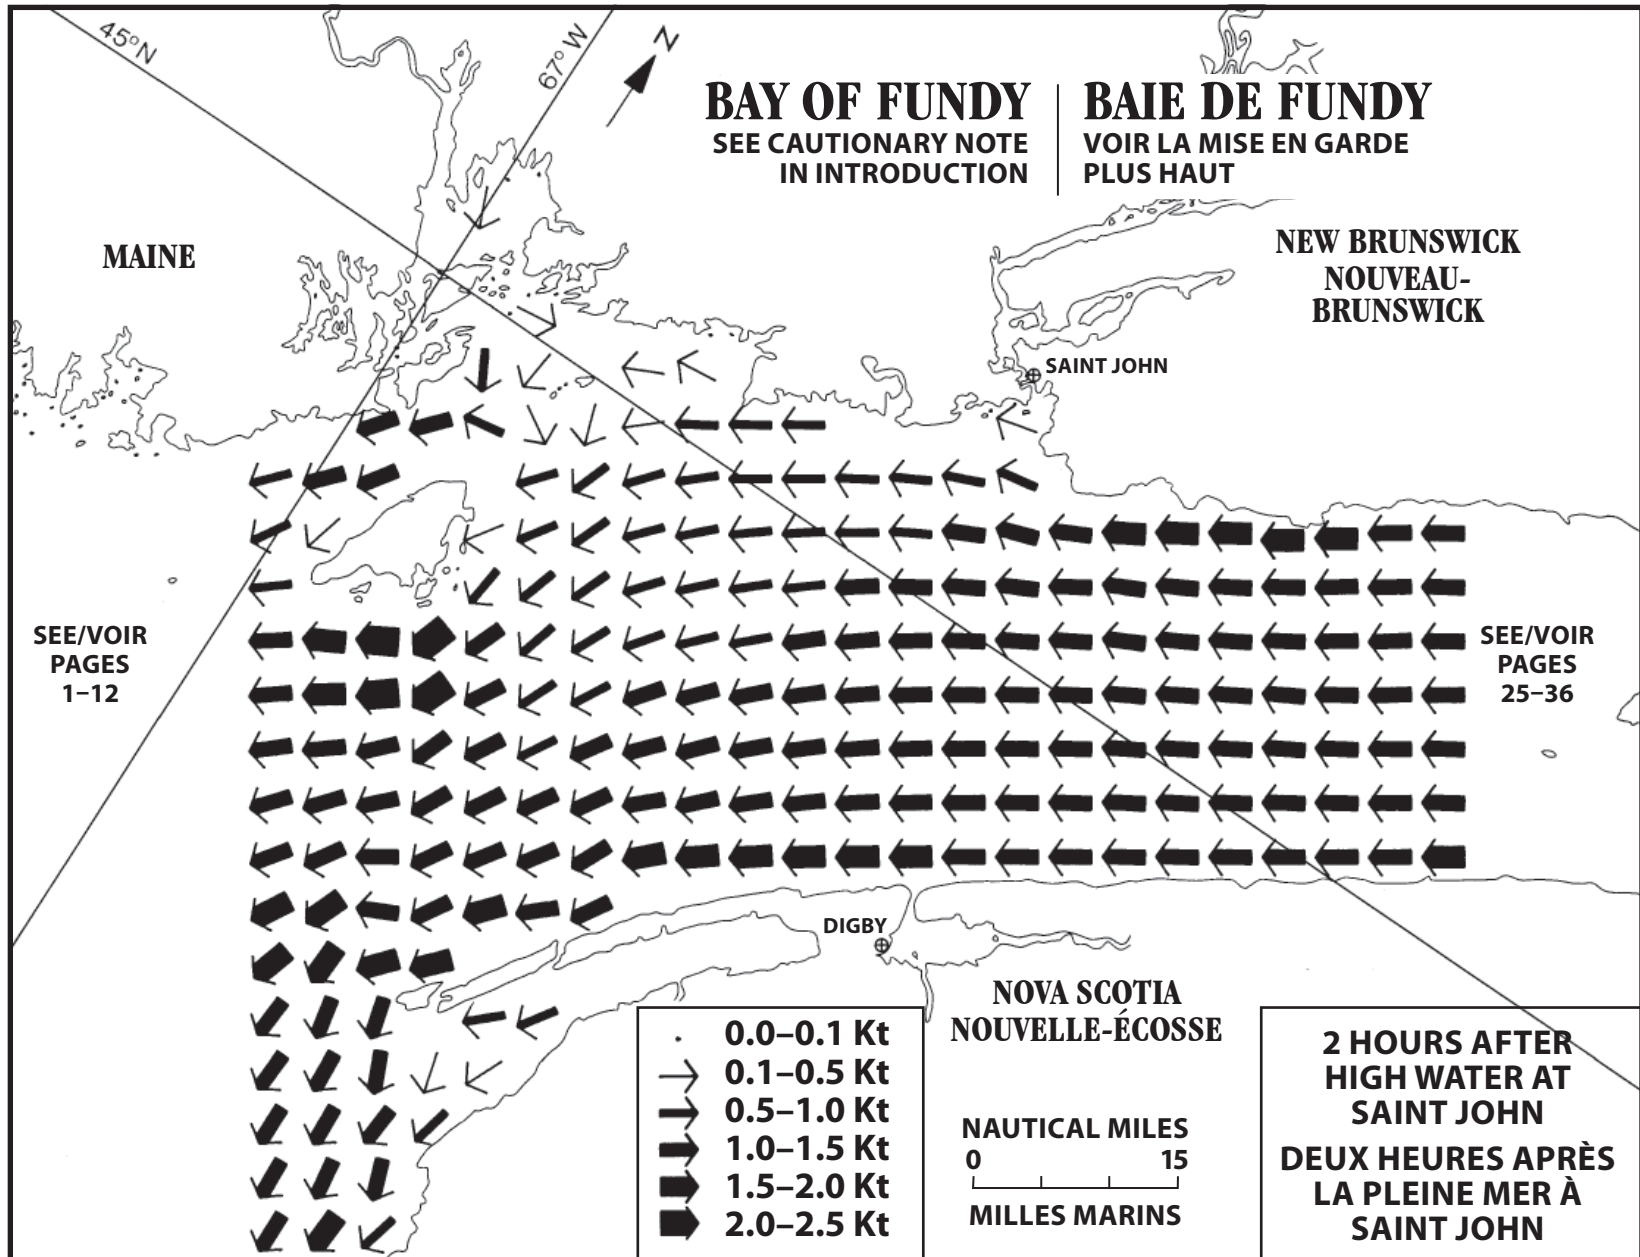 45°N
67° W
N
BAY OF FUNDY
SEE CAUTIONARY NOTE
IN INTRODUCTION
BAIE DE FUNDY
VOIR LA MISE EN GARDE
PLUS HAUT
MAINE
NEW BRUNSWICK
NOUVEAU-
BRUNSWICK
SAINT JOHN
SEE/VOIR
PAGES
1–12
SEE/VOIR
PAGES
25–36
DIGBY
NOVA SCOTIA
NOUVELLE-ÉCOSSE
0.0–0.1 Kt
0.1–0.5 Kt
0.5–1.0 Kt
1.0–1.5 Kt
1.5–2.0 Kt
2.0–2.5 Kt
NAUTICAL MILES
0 15
MILLES MARINS
2 HOURS AFTER
HIGH WATER AT
SAINT JOHN
DEUX HEURES APRÈS
LA PLEINE MER À
SAINT JOHN